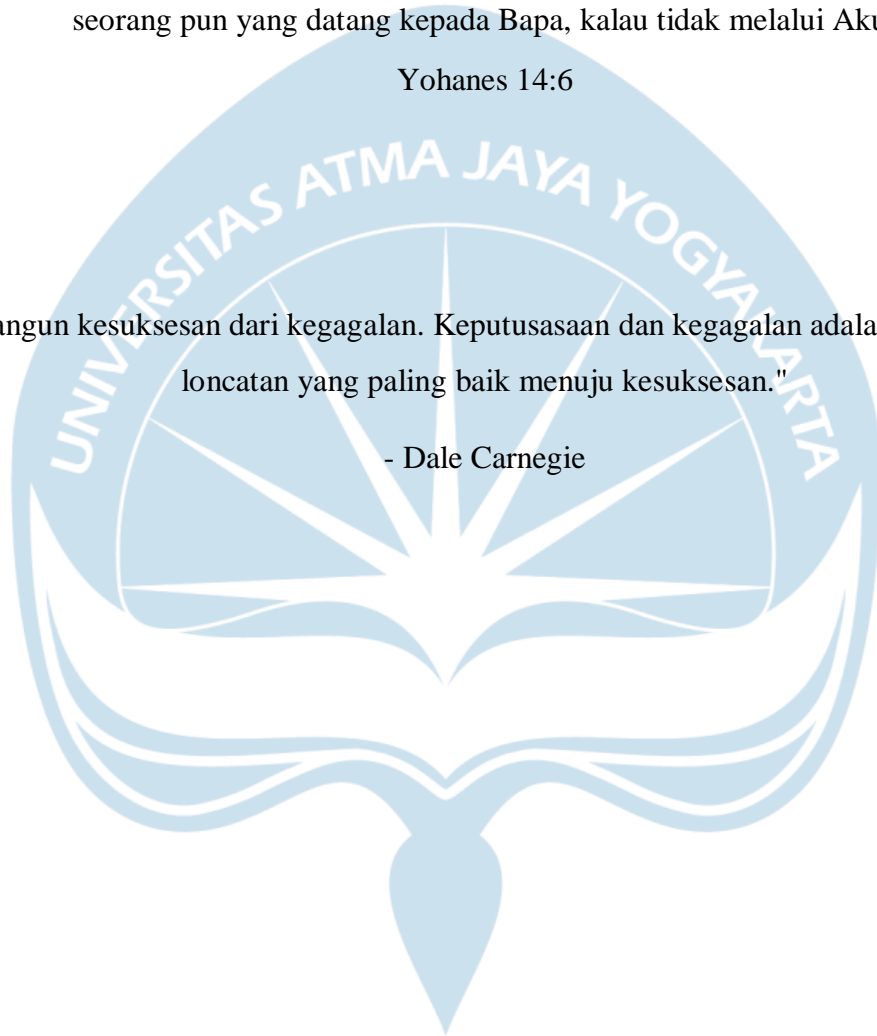 seorang pun yang datang kepada Bapa, kalau tidak melalui Aku
Yohanes 14:6
UNIVERSITAS ATMA JAYA YOGYAKARTA
angun kesuksesan dari kegagalan. Keputusasaan dan kegagalan adala
loncatan yang paling baik menuju kesuksesan."
- Dale Carnegie